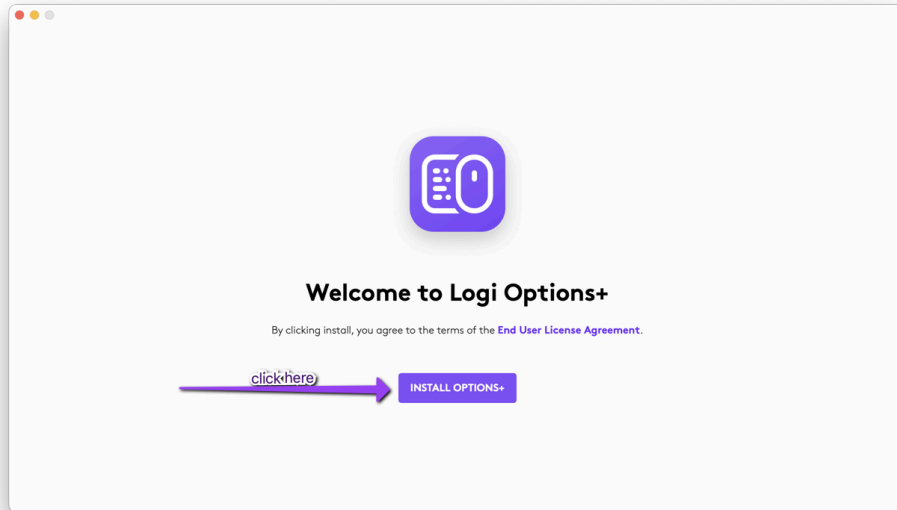 Welcome to Logi Options+
By clicking install, you agree to the terms of the End User License Agreement.
click here
INSTALL OPTIONS+